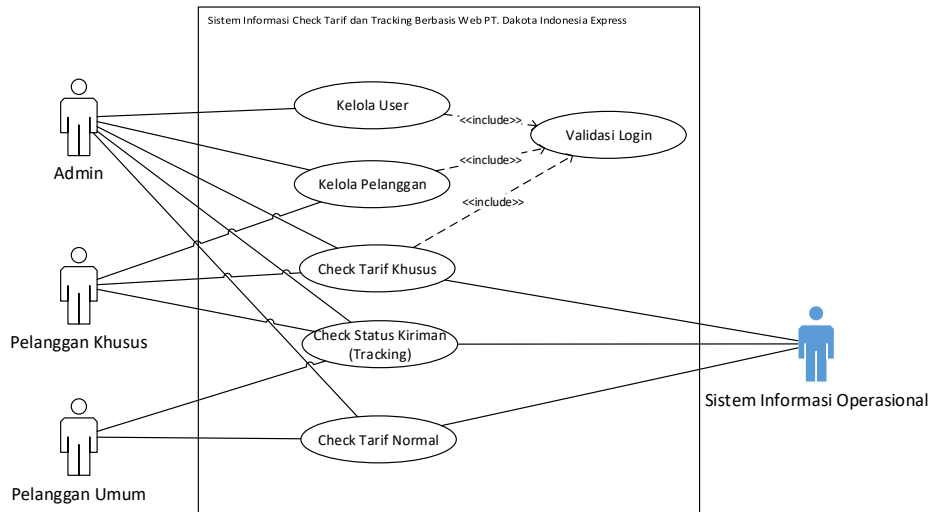 Sistem Informasi Check Tarif dan Tracking Berbasis Web PT. Dakota Indonesia Express
Kelola User
<<include>>
Validasi Login
Admin
<<include>>
Kelola Pelanggan
<<include>>
Check Tarif Khusus
Pelanggan Khusus
Check Status Kiriman
(Tracking)
Sistem Informasi Operasional
Check Tarif Normal
Pelanggan Umum